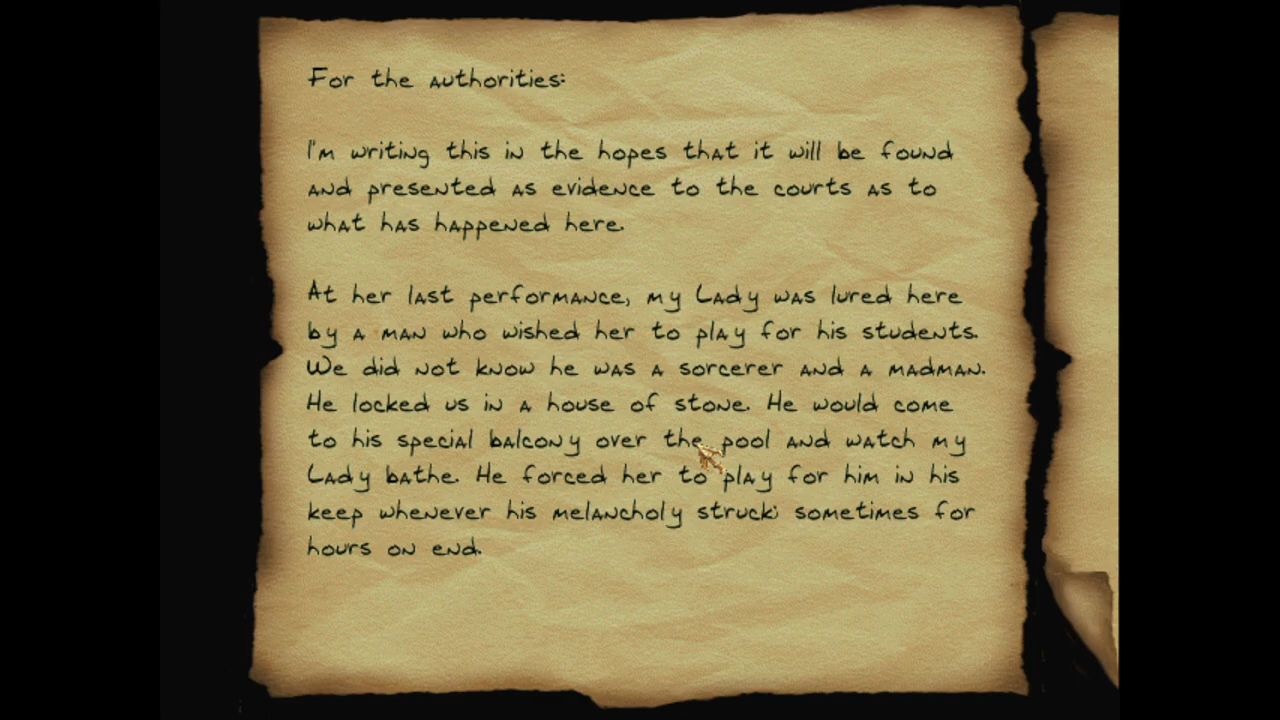 For the authorities:
I'm writing this in the hopes that it will be found
and presented as evidence to the courts as to
what has happened here.
At her last performance, my Lady was lured here
by a man who wished her to play for his students.
We did not know he was a sorcerer and a madman.
He locked us in a house of stone. He would come
to his special balcony over the pool and watch my
Lady bathe. He forced her to play for him in his
keep whenever his melancholy struck; sometimes for
hours on end.